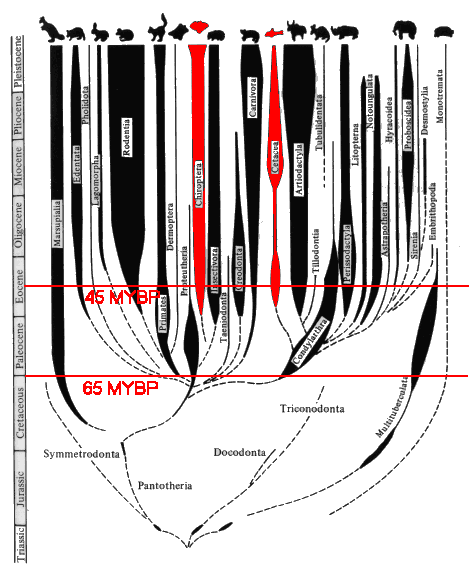 Pleistocene
Pliocene
Miocene
Oligocene
Eocene
Paleocene
Cretaceous
Jurassic
Triassic
Marsupialia
Edentata
Pholidota
Lagomorpha
Rodentia
Primates
Dermoptera
Proteutheria
Chiroptera
Insectivora
Taeniodonta
Creodonta
Carnivora
Cetacea
Artiodactyla
Tillodontia
Tubulidentata
Condylarthra
Perissodactyla
Litopterna
Notoungulata
Astrapotheria
Hyracoidea
Proboscidea
Sirenia
Desmostylia
Embrithopoda
Monotremata
45 MYBP
65 MYBP
Multituberculata
Triconodonta
Symmetrodonta
Docodonta
Pantotheria